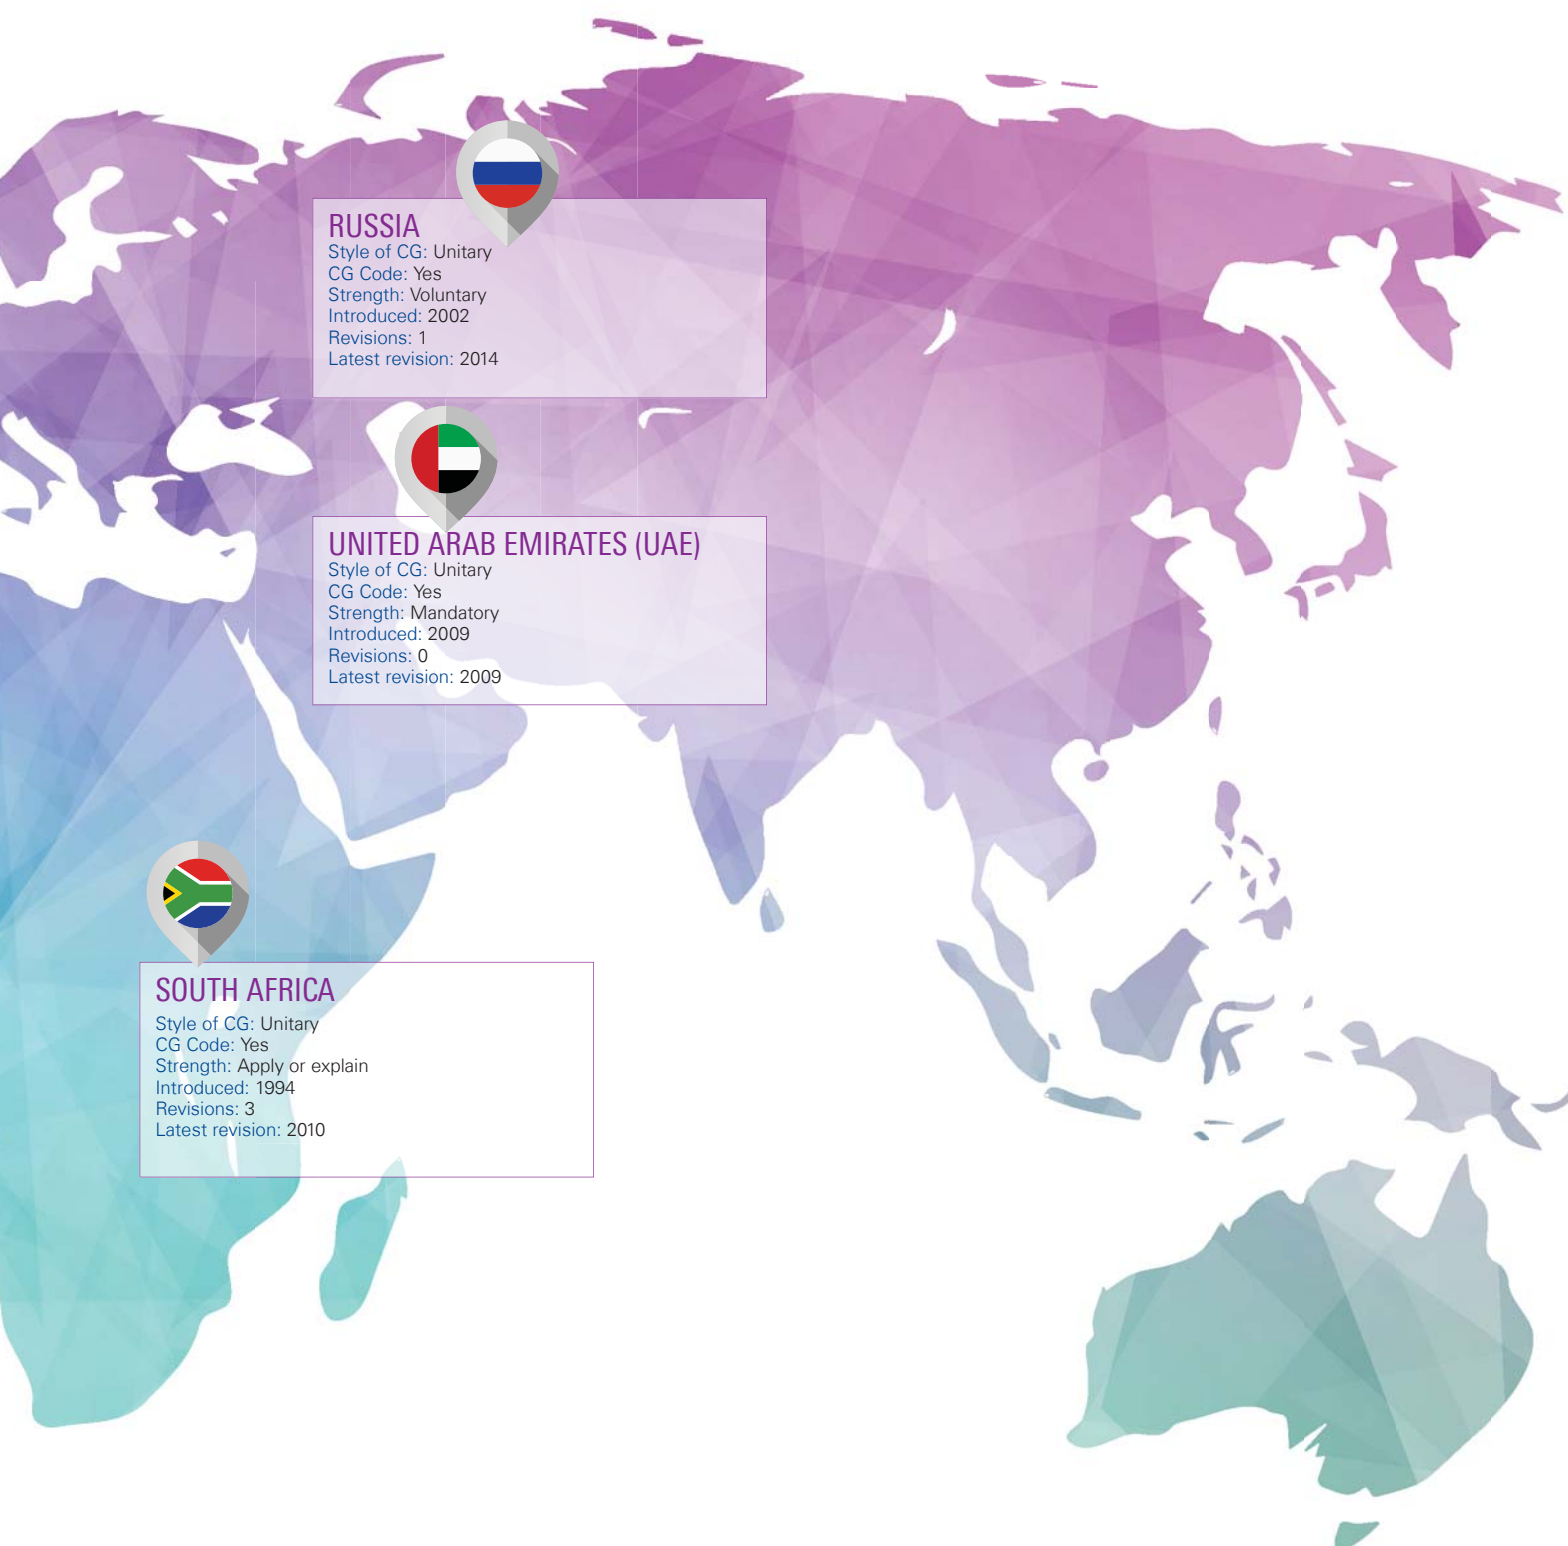 RUSSIA
Style of CG: Unitary
CG Code: Yes
Strength: Voluntary
Introduced: 2002
Revisions: 1
Latest revision: 2014
UNITED ARAB EMIRATES (UAE)
Style of CG: Unitary
CG Code: Yes
Strength: Mandatory
Introduced: 2009
Revisions: 0
Latest revision: 2009
SOUTH AFRICA
Style of CG: Unitary
CG Code: Yes
Strength: Apply or explain
Introduced: 1994
Revisions: 3
Latest revision: 2010